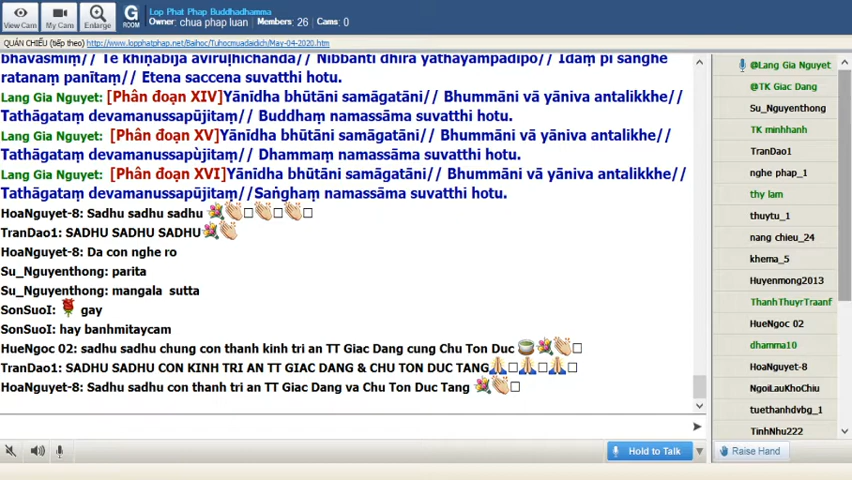 Lop Phat Phap Buddhadhamma
Owner: chua phap luan Members: 26 Cams: 0
View Cam My Cam Enlarge G ROOM
QUÁN CHIẾU (tiếp theo) http://www.lopphatphap.net/Baihoc/Tuhocmuadaidich/May-04-2020.htm
bhavasmiṃ// Te khīṇabījā aviruḷhichandā// Nibbanti dhīrā yathāyampadīpo// Idaṃ pi saṅghe
ratanaṃ paṇītaṃ// Etena saccena suvatthi hotu.
Lang Gia Nguyet: [Phân đoạn XIV]Yānīdha bhūtāni samāgatāni// Bhummāni vā yāniva antalikkhe//
Tathāgataṃ devamanussapūjitaṃ// Buddhaṃ namassāma suvatthi hotu.
Lang Gia Nguyet: [Phân đoạn XV]Yānīdha bhūtāni samāgatāni// Bhummāni vā yāniva antalikkhe//
Tathāgataṃ devamanussapùjitaṃ// Dhammaṃ namassāma suvatthi hotu.
Lang Gia Nguyet: [Phân đoạn XVI]Yānīdha bhūtāni samāgatāni// Bhummāni vā yāniva antalikkhe//
Tathāgataṃ devamanussapūjitaṃ//Saṅghaṃ namassāma suvatthi hotu.
HoaNguyet-8: Sadhu sadhu sadhu
TranDao1: SADHU SADHU SADHU
HoaNguyet-8: Da con nghe ro
Su_Nguyenthong: parita
Su_Nguyenthong: mangala sutta
SonSuoI: gay
SonSuoI: hay banhmitaycam
HueNgoc 02: sadhu sadhu chung con thanh kinh tri an TT Giac Dang cung Chu Ton Duc
TranDao1: SADHU SADHU CON KINH TRI AN TT GIAC DANG & CHU TON DUC TANG
HoaNguyet-8: Sadhu sadhu con thanh tri an TT Giac Dang va Chu Ton Duc Tang
Hold to Talk
@Lang Gia Nguyet
@TK Giac Dang
Su_Nguyenthong
TK minhhanh
TranDao1
nghe phap_1
thy lam
thuytu_1
nang chieu_24
khema_5
Huyenmong2013
ThanhThuyrTraanf
HueNgoc 02
dhamma10
HoaNguyet-8
NgoiLauKhoChiu
tuethanhdvbg_1
TinhNhu222
Raise Hand